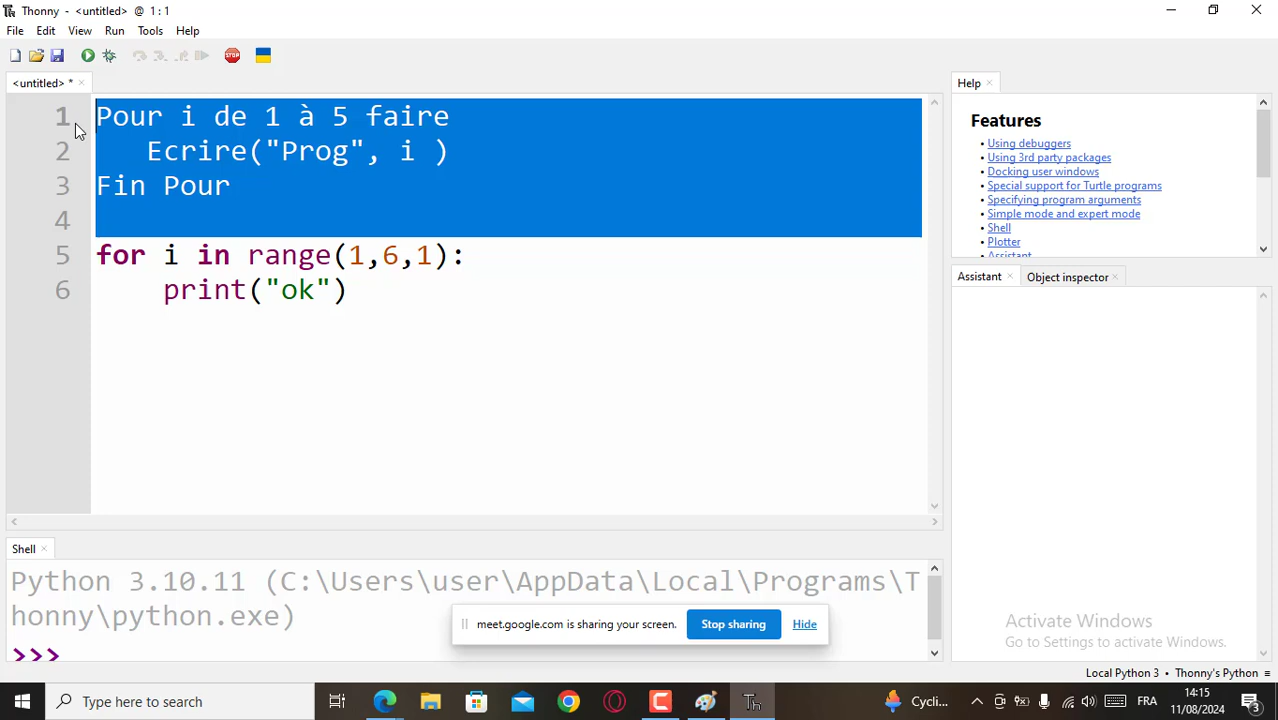 Thonny - <untitled> @ 1:1
File Edit View Run Tools Help
STOP
<untitled> *
1 Pour i de 1 à 5 faire
2 Ecrire("Prog", i )
3 Fin Pour
4
5 for i in range(1,6,1):
6 print("ok")
Help
Features
• Using debuggers
• Using 3rd party packages
• Docking user windows
• Special support for Turtle programs
• Specifying program arguments
• Simple mode and expert mode
• Shell
• Plotter
• Assistant
Assistant Object inspector
Shell
Python 3.10.11 (C:\Users\user\AppData\Local\Programs\T
honny\python.exe)
>>>
meet.google.com is sharing your screen. Stop sharing Hide
Activate Windows
Go to Settings to activate Windows.
Local Python 3 • Thonny's Python ≡
Type here to search
Th
Cycli...
FRA
14:15
11/08/2024
3